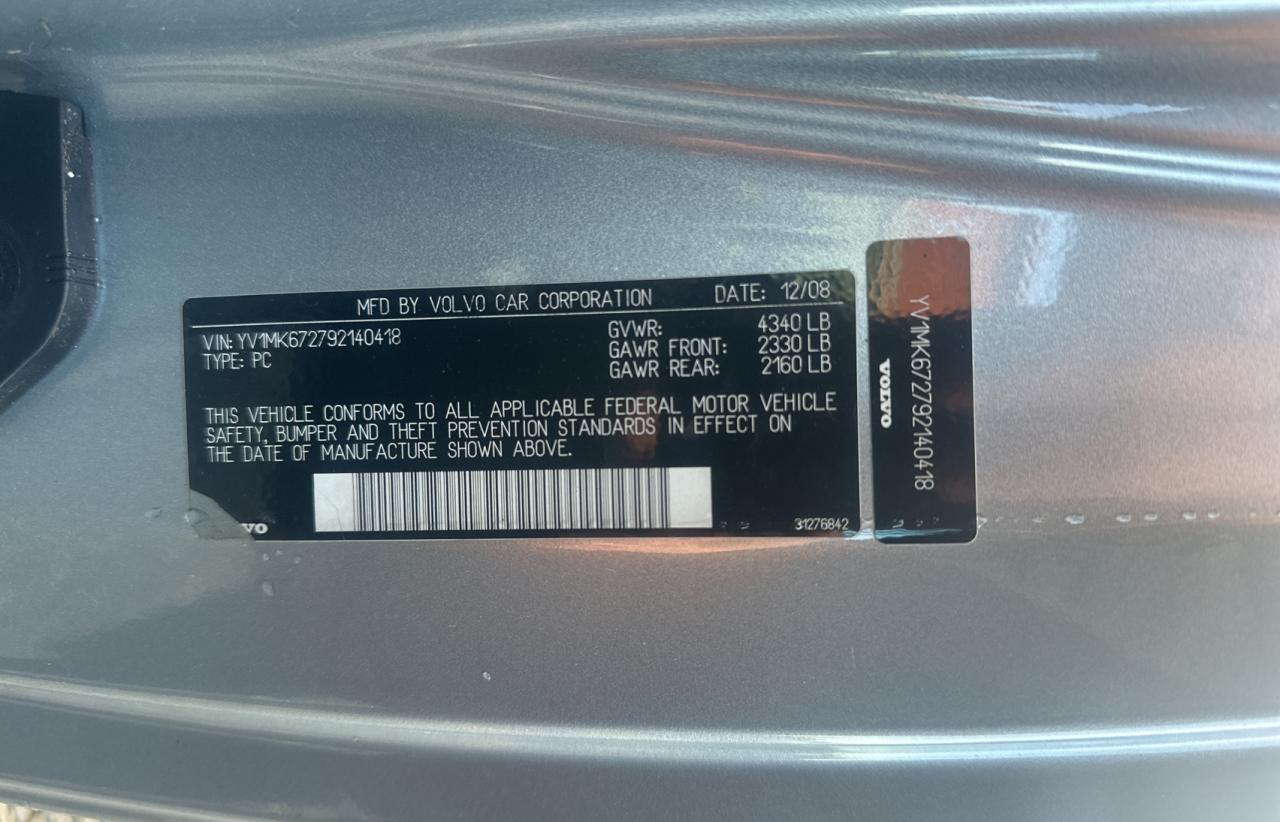 MFD BY VOLVO CAR CORPORATION DATE: 12/08
VIN: YV1MK672792140418
TYPE: PC
GVWR: 4340 LB
GAWR FRONT: 2330 LB
GAWR REAR: 2160 LB
THIS VEHICLE CONFORMS TO ALL APPLICABLE FEDERAL MOTOR VEHICLE
SAFETY, BUMPER AND THEFT PREVENTION STANDARDS IN EFFECT ON
THE DATE OF MANUFACTURE SHOWN ABOVE.
VO
31276842
YV1MK672792140418
VOLVO